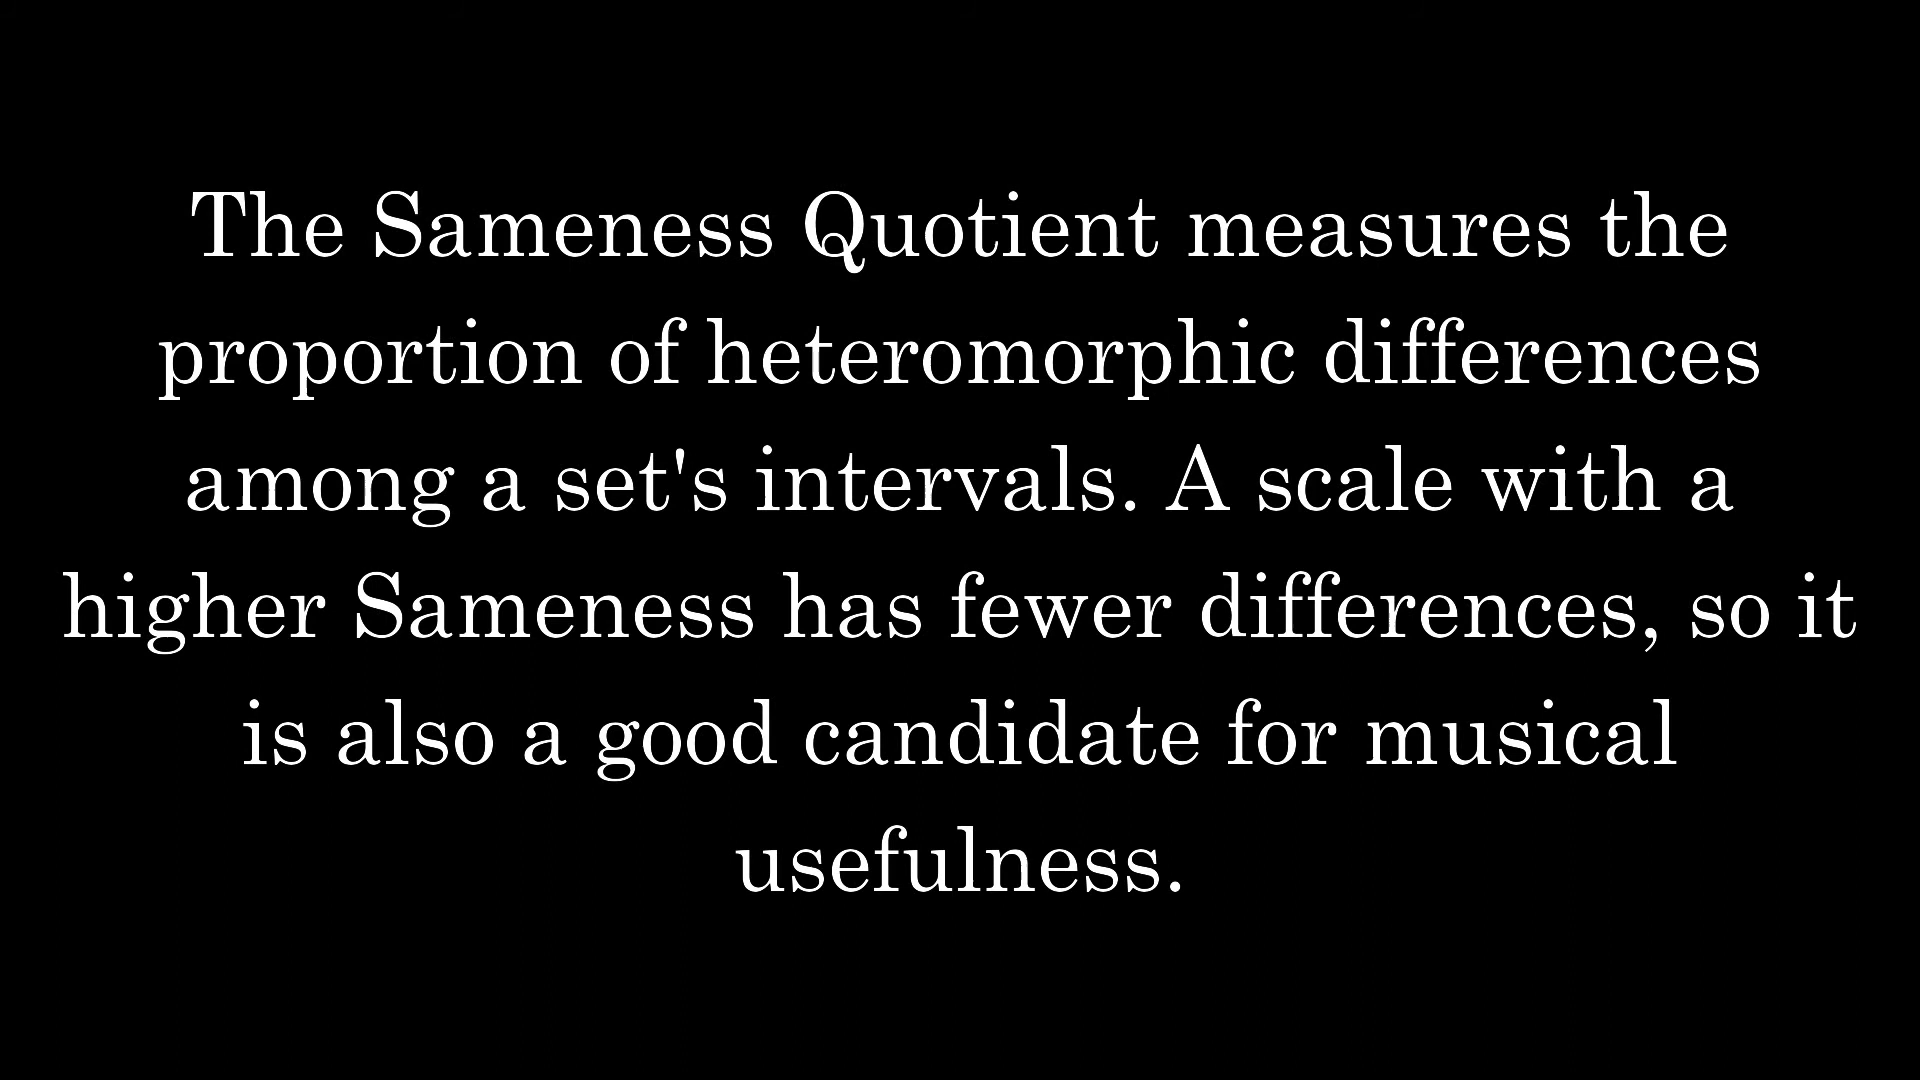 The Sameness Quotient measures the
proportion of heteromorphic differences
among a set's intervals. A scale with a
higher Sameness has fewer differences, so it
is also a good candidate for musical
usefulness.